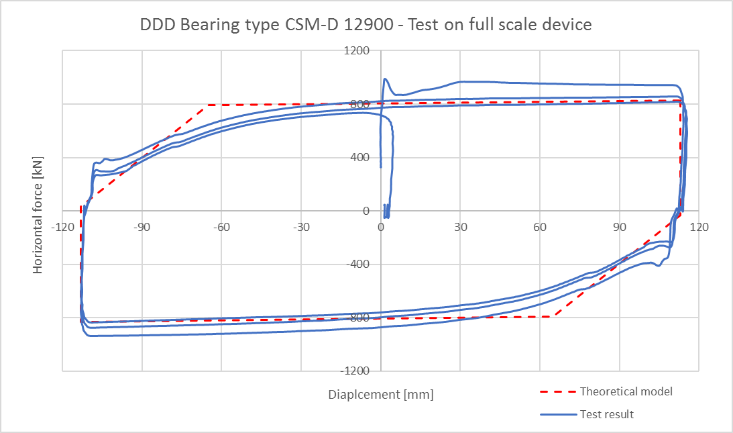 DDD Bearing type CSM-D 12900 - Test on full scale device
1200
800
400
0
-400
-800
-1200
-120 -90 -60 -30 0 30 60 90 120
Horizontal force [kN]
Diaplcement [mm]
Theoretical model
Test result